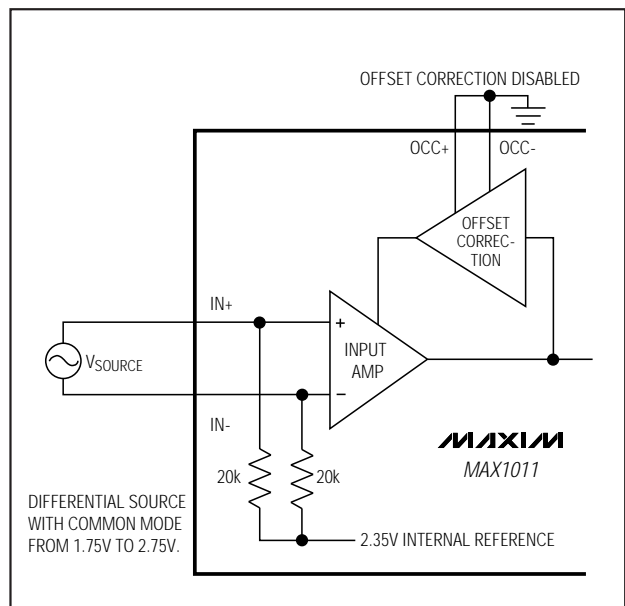 OFFSET CORRECTION DISABLED
OCC+
OCC-
OFFSET
CORREC-
TION
IN+
+
INPUT
AMP
VSOURCE
−
IN-
MAXIM
MAX1011
20k
20k
DIFFERENTIAL SOURCE
WITH COMMON MODE
FROM 1.75V TO 2.75V.
2.35V INTERNAL REFERENCE